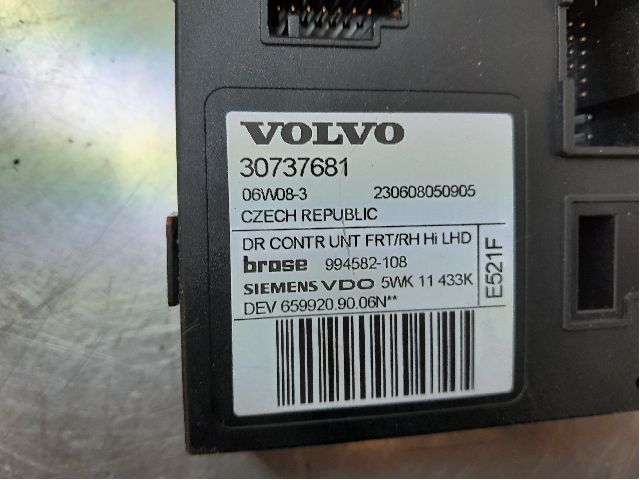 VOLVO
30737681
06W08-3 230608050905
CZECH REPUBLIC
DR CONTR UNT FRT/RH Hi LHD
brose 994582-108
SIEMENS VDO 5WK 11 433K
DEV 659920.90.06N**
E521F